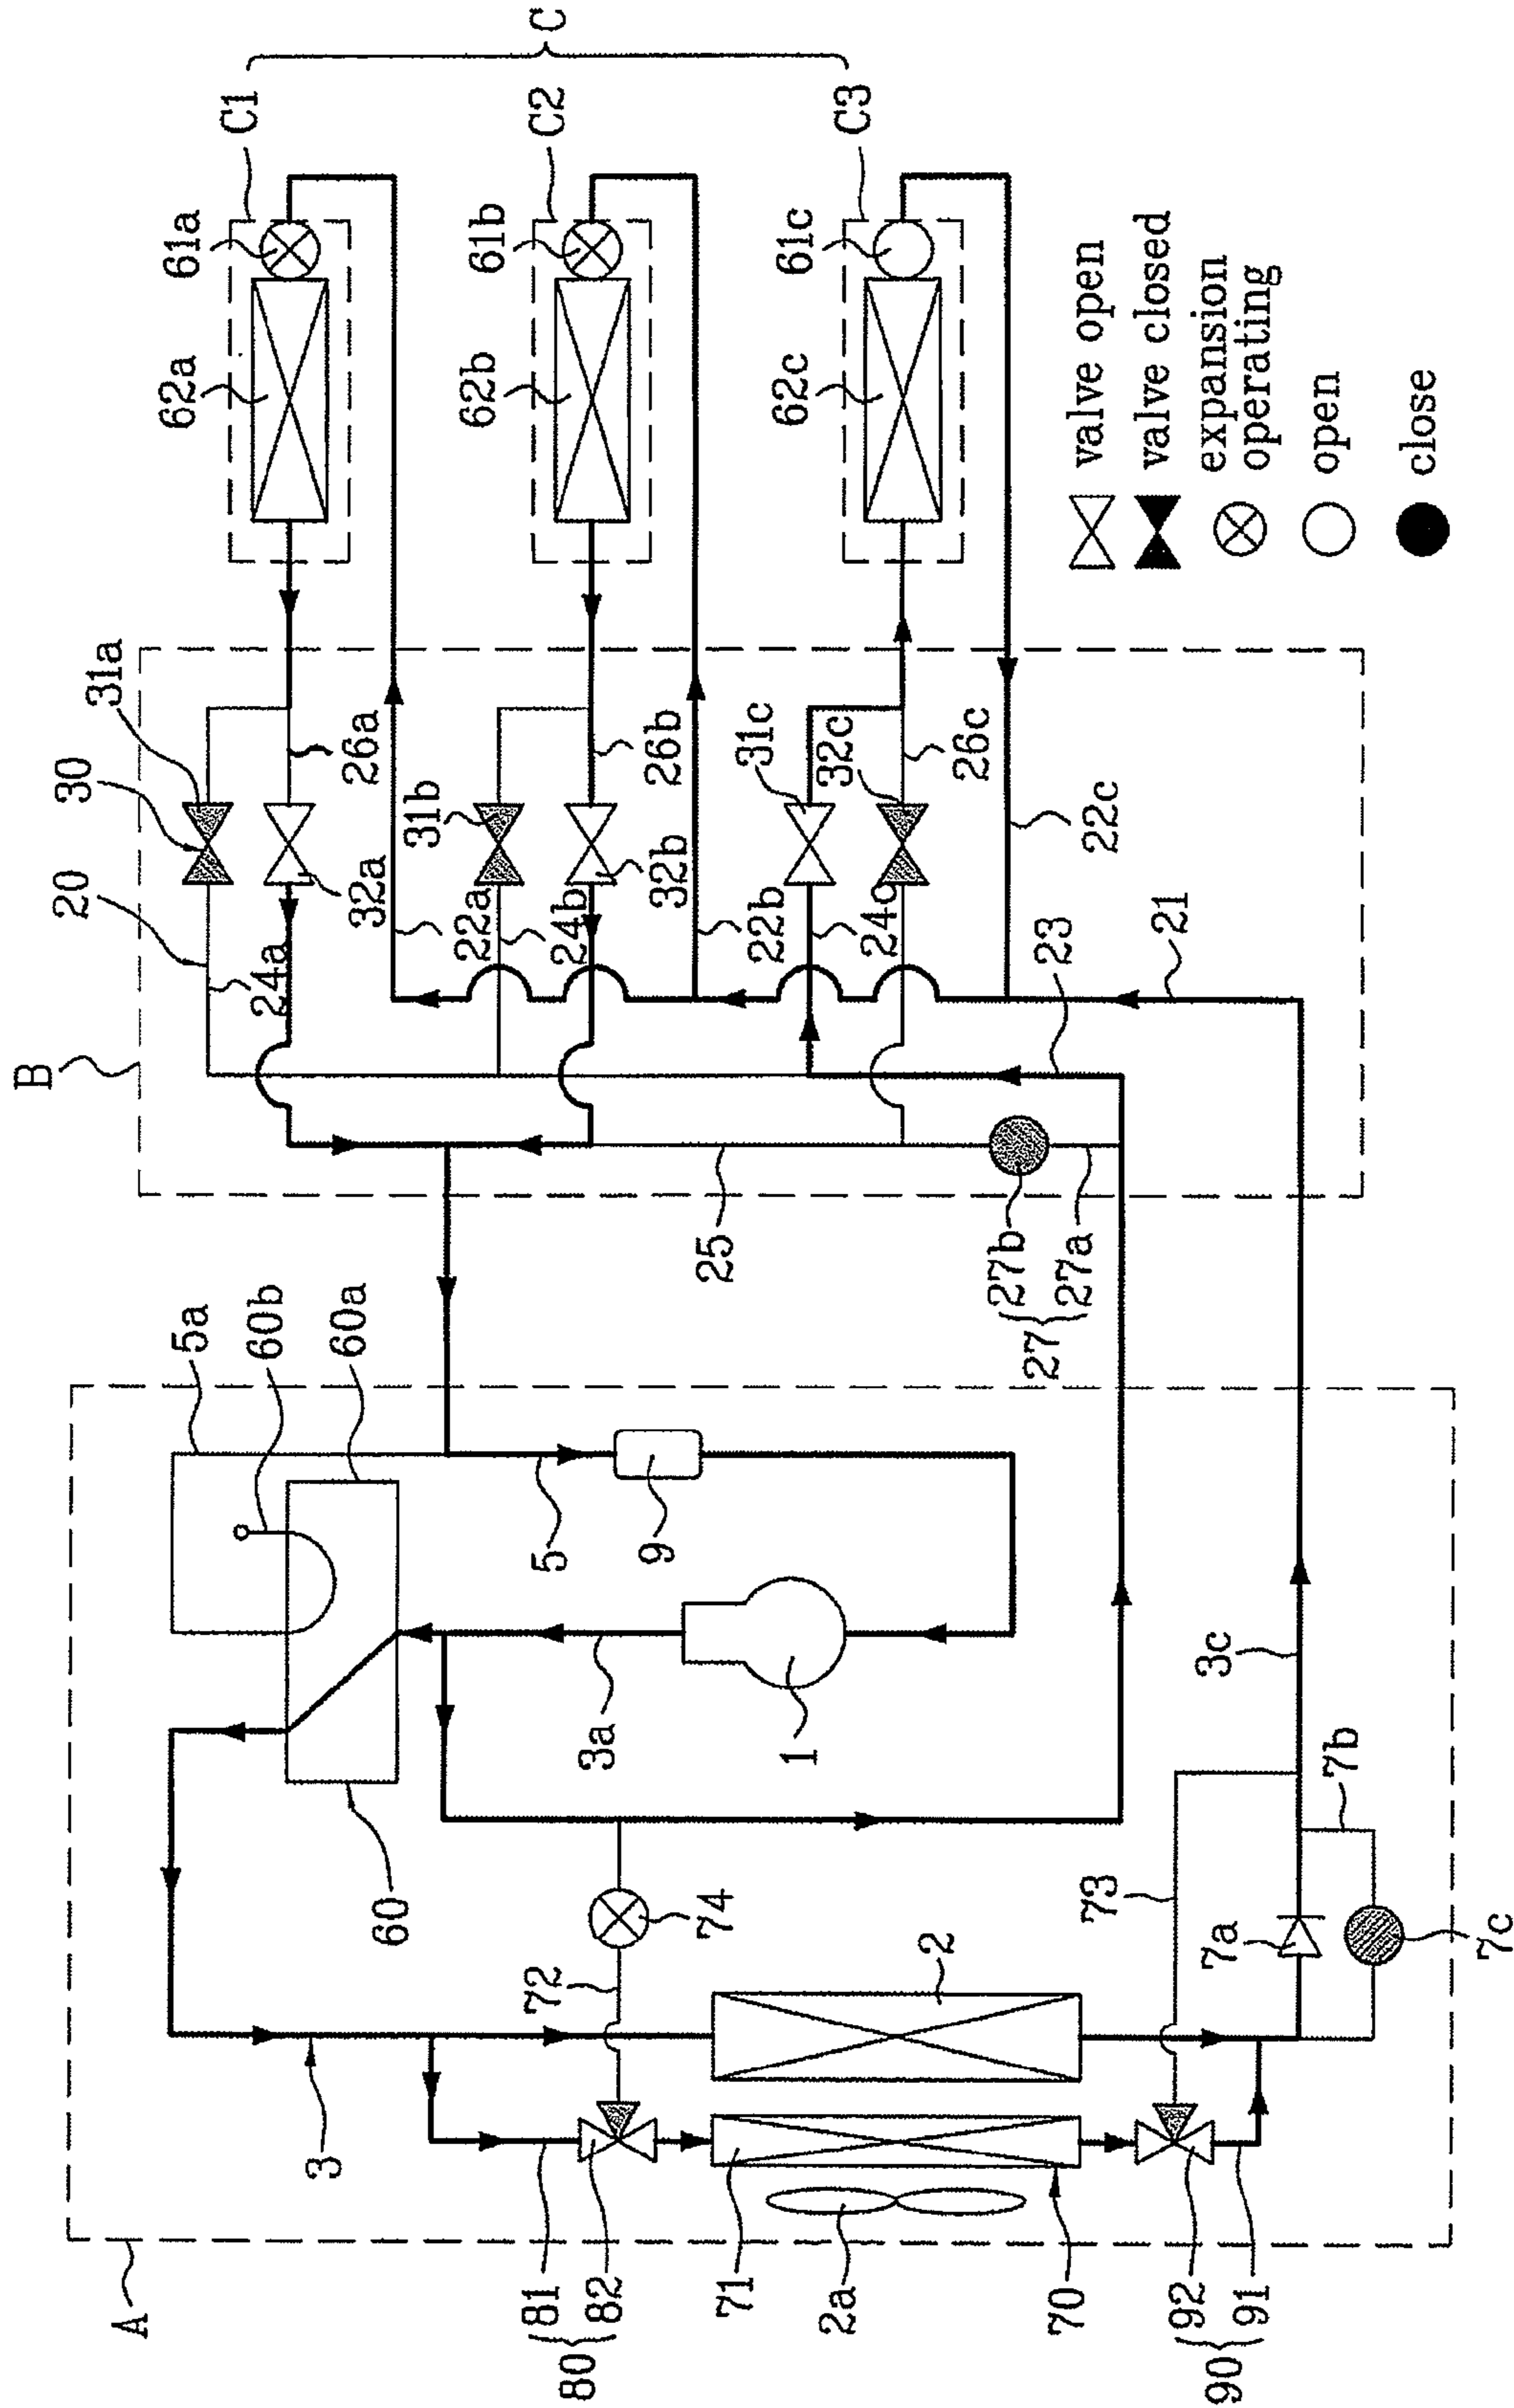 B
20
30
31a
A
5a
62a
61a
C1
60b
24a
3
60a
32a
26a
60
22a
31b
62b
61b
81
5
72
24b
C2
C
80
82
3a
9
32b
26b
74
25
71
22b
31c
1
62c
61c
2a
2
24c
32c
C3
26c
27b
27
70
27a
23
73
22c
valve open
valve closed
92
21
90
91
7a
3c
expansion
operating
7b
open
7c
close